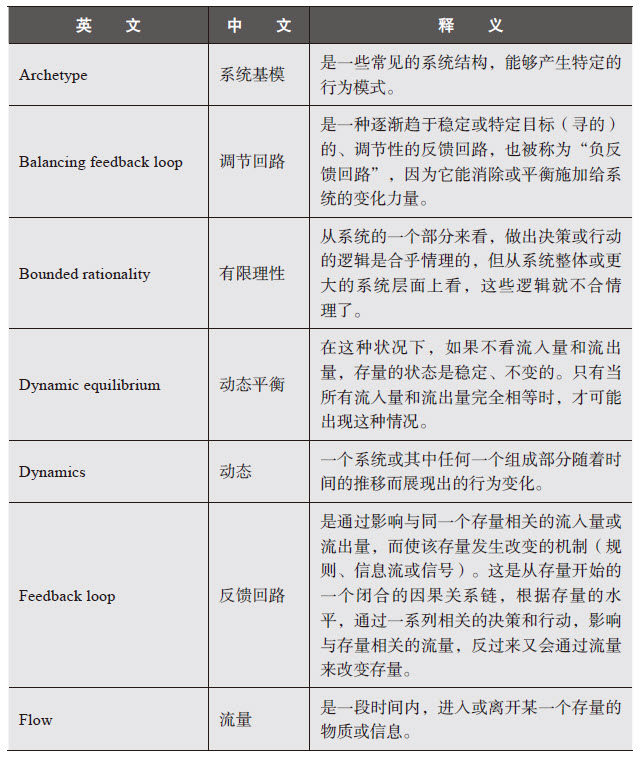 英 文 中 文 释 义
Archetype 系统基模 是一些常见的系统结构，能够产生特定的
行为模式。
Balancing feedback loop 调节回路 是一种逐渐趋于稳定或特定目标（寻的）
的、调节性的反馈回路，也被称为“负反
馈回路”，因为它能消除或平衡施加给系
统的变化力量。
Bounded rationality 有限理性 从系统的一个部分来看，做出决策或行动
的逻辑是合乎情理的，但从系统整体或更
大的系统层面上看，这些逻辑就不合情
理了。
Dynamic equilibrium 动态平衡 在这种状况下，如果不看流入量和流出
量，存量的状态是稳定、不变的。只有当
所有流入量和流出量完全相等时，才可能
出现这种情况。
Dynamics 动态 一个系统或其中任何一个组成部分随着时
间的推移而展现出的行为变化。
Feedback loop 反馈回路 是通过影响与同一个存量相关的流入量或
流出量，而使该存量发生改变的机制（规
则、信息流或信号）。这是从存量开始的
一个闭合的因果关系链，根据存量的水
平，通过一系列相关的决策和行动，影响
与存量相关的流量，反过来又会通过流量
来改变存量。
Flow 流量 是一段时间内，进入或离开某一个存量的
物质或信息。